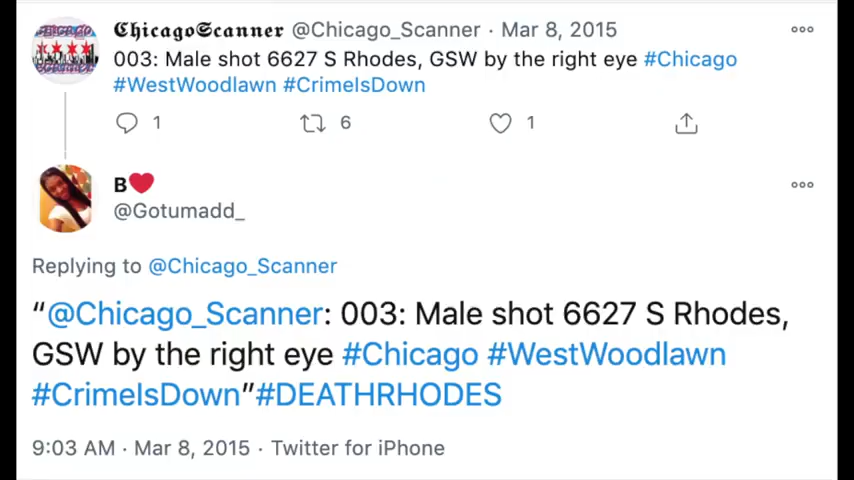 ChicagoScanner @Chicago_Scanner · Mar 8, 2015
003: Male shot 6627 S Rhodes, GSW by the right eye #Chicago
#WestWoodlawn #CrimeIsDown
1 6 1
B❤️
@Gotumadd_
Replying to @Chicago_Scanner
“@Chicago_Scanner: 003: Male shot 6627 S Rhodes,
GSW by the right eye #Chicago #WestWoodlawn
#CrimeIsDown”#DEATHRHODES
9:03 AM · Mar 8, 2015 · Twitter for iPhone